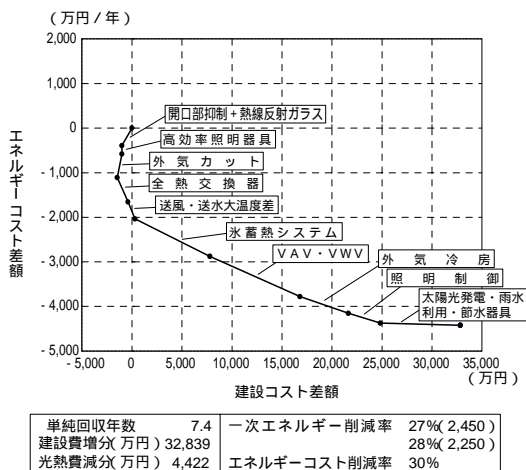 (万円/年)
2,000
1,000
0
-1,000
-2,000
-3,000
-4,000
-5,000
エネルギーコスト差額
開口部抑制+熱線反射ガラス
高効率照明器具
外気カット
全熱交換器
送風・送水大温度差
氷蓄熱システム
VAV・VWV
外気冷房
照明制御
太陽光発電・雨水
利用・節水器具
-5,000 0 5,000 10,000 15,000 20,000 25,000 30,000 35,000
(万円)
建設コスト差額
単純回収年数 7.4 一次エネルギー削減率 27%(2,450)
建設費増分(万円) 32,839 28%(2,250)
光熱費減分(万円) 4,422 エネルギーコスト削減率 30%